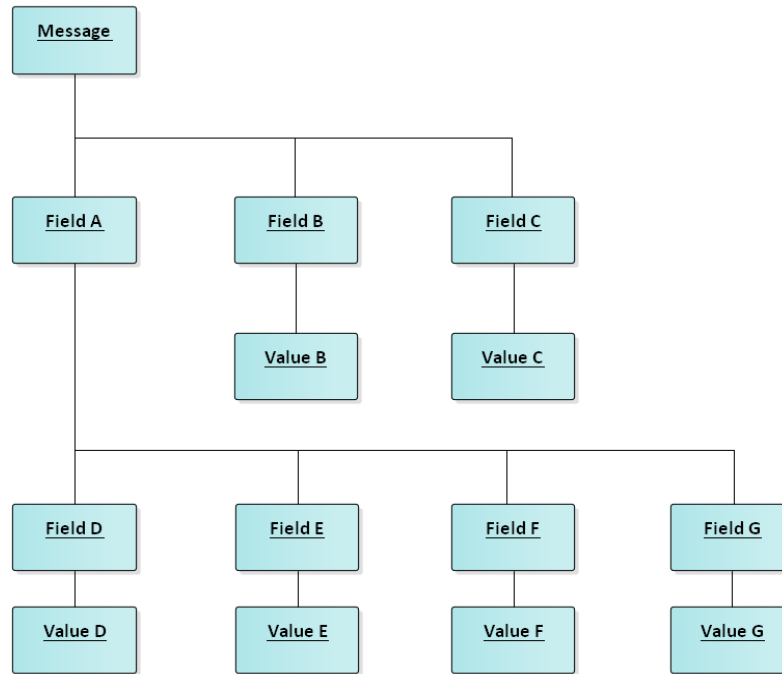 Message
Field A
Field B
Field C
Value B
Value C
Field D
Field E
Field F
Field G
Value D
Value E
Value F
Value G